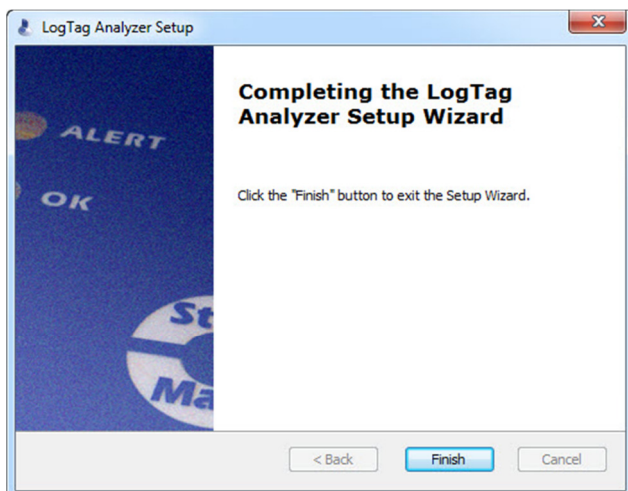 LogTag Analyzer Setup
Completing the LogTag
Analyzer Setup Wizard
ALERT
Click the "Finish" button to exit the Setup Wizard.
OK
< Back
Finish
Cancel